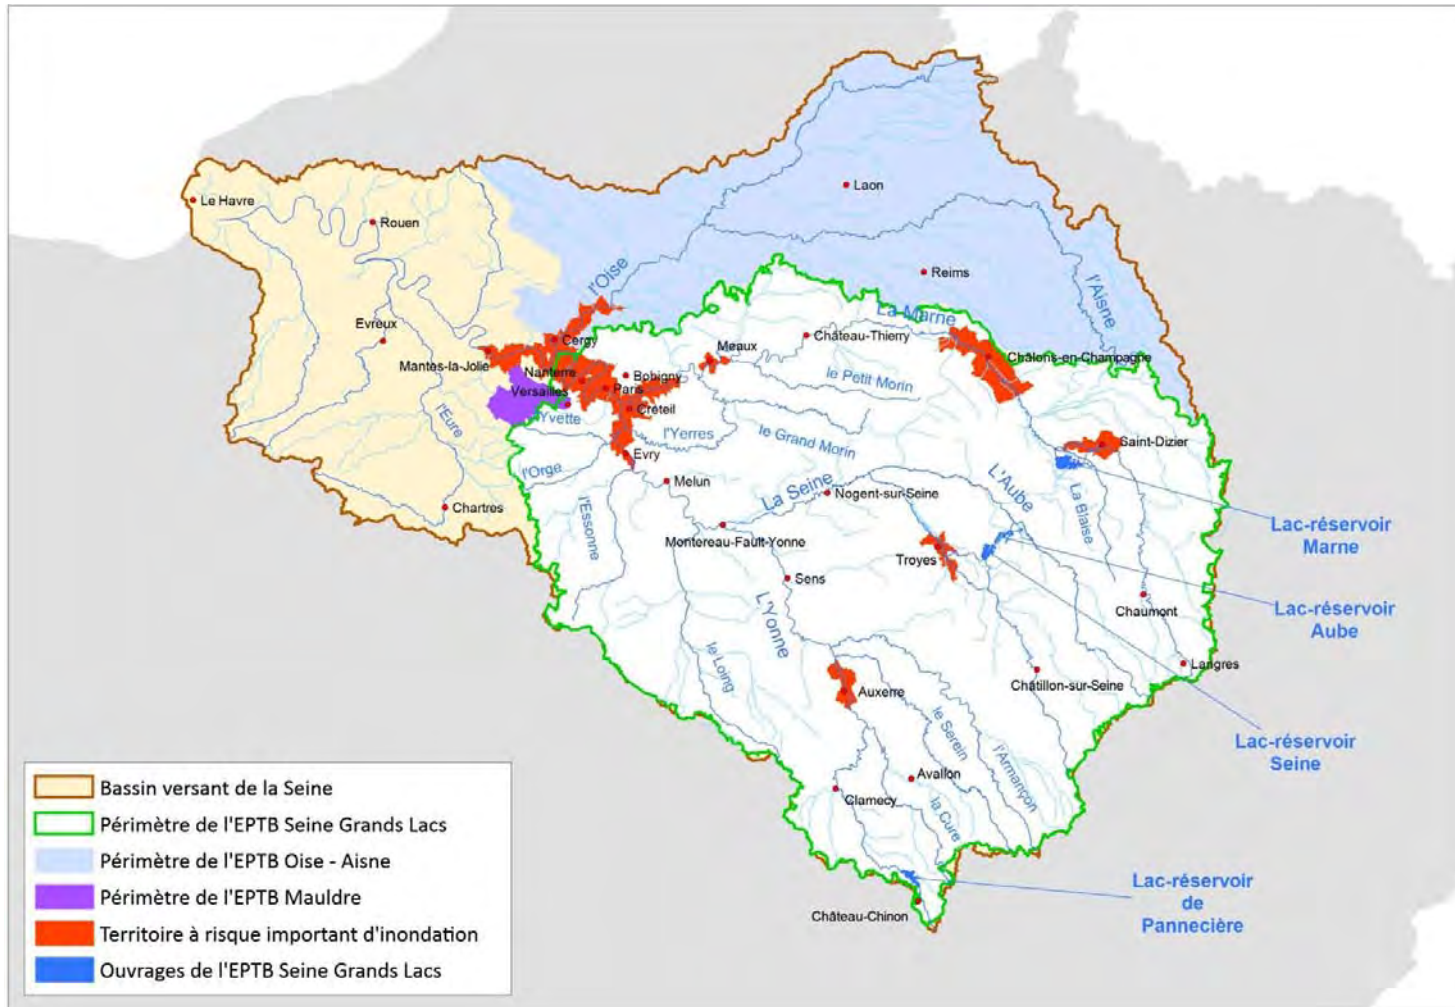 Le Havre
Rouen
Laon
Reims
l'Oise
l'Aisne
La Marne
Evreux
Cergy
Mantes-la-Jolie
Nanterre
Versailles
Bobigny
Paris
Créteil
Meaux
Château-Thierry
Châlons-en-Champagne
le Petit Morin
l'Yvette
l'Eure
l'Yerres
le Grand Morin
Saint-Dizier
Evry
l'Orge
Melun
La Seine
Nogent-sur-Seine
L'Aube
La Blaise
Chartres
l'Essonne
Montereau-Fault-Yonne
Troyes
Lac-réservoir
Marne
Sens
Chaumont
Lac-réservoir
Aube
L'Yonne
le Loing
Langres
Châtillon-sur-Seine
Auxerre
le Serein
l'Armançon
Lac-réservoir
Seine
Avallon
Clamecy
la Cure
Château-Chinon
Lac-réservoir
de
Pannecière
Bassin versant de la Seine
Périmètre de l'EPTB Seine Grands Lacs
Périmètre de l'EPTB Oise - Aisne
Périmètre de l'EPTB Mauldre
Territoire à risque important d'inondation
Ouvrages de l'EPTB Seine Grands Lacs